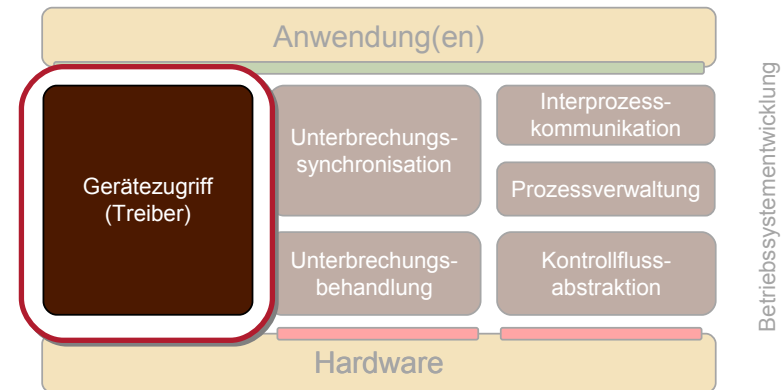 Anwendung(en)
Gerätezugriff
(Treiber)
Unterbrechungs-
synchronisation
Interprozess-
kommunikation
Prozessverwaltung
Unterbrechungs-
behandlung
Kontrollfluss-
abstraktion
Hardware
Betriebssystementwicklung